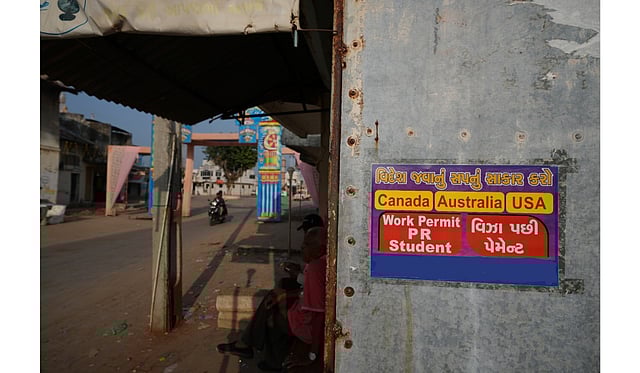 વિદેશ જવાનું સપનું સાકાર કરો
Canada Australia USA
Work Permit
PR
Student
વિઝા પછી
પેમેન્ટ